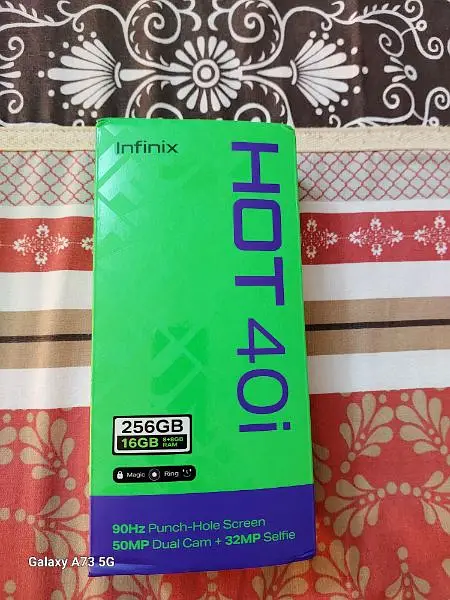 Infinix
HOT 40i
256GB
16GB 8+8GB RAM
Magic Ring
90Hz Punch-Hole Screen
50MP Dual Cam + 32MP Selfie
Galaxy A73 5G